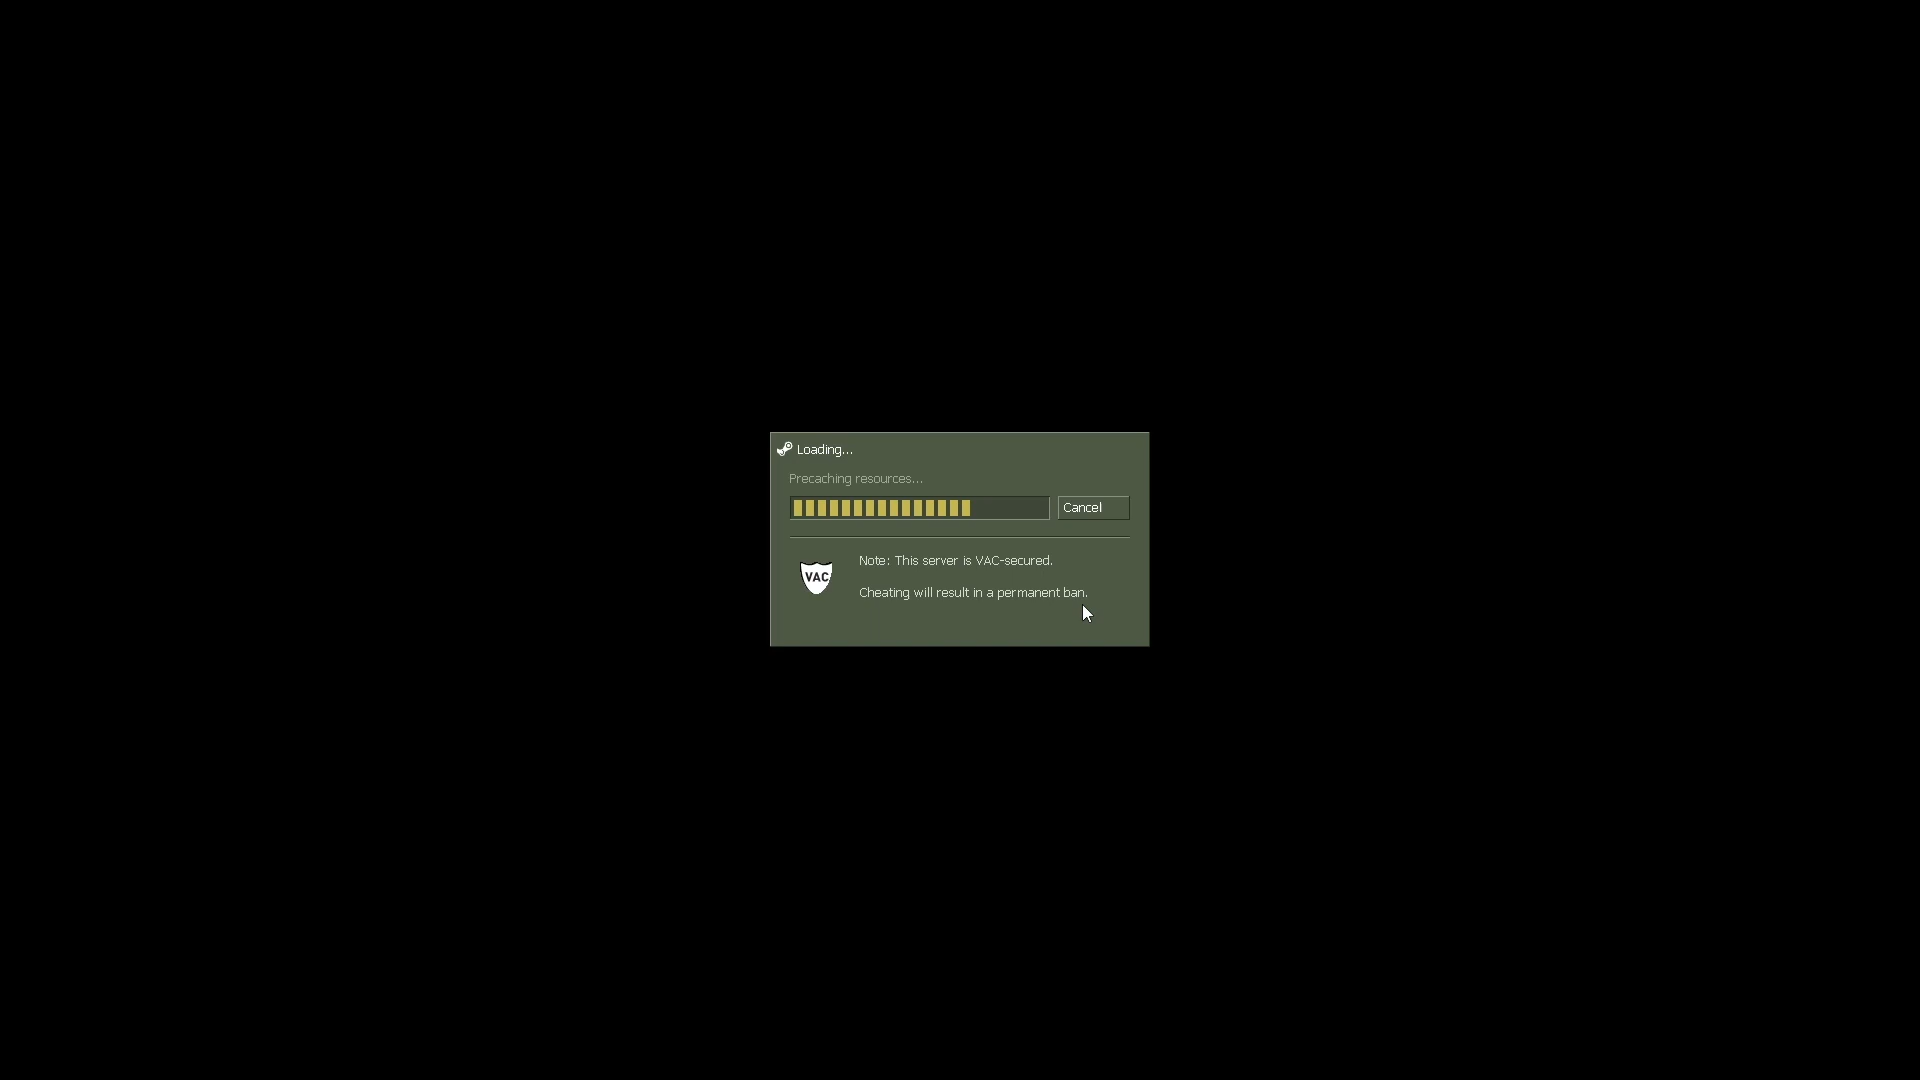 Loading...
Precaching resources...
Cancel
Note: This server is VAC-secured.
VAC
Cheating will result in a permanent ban.